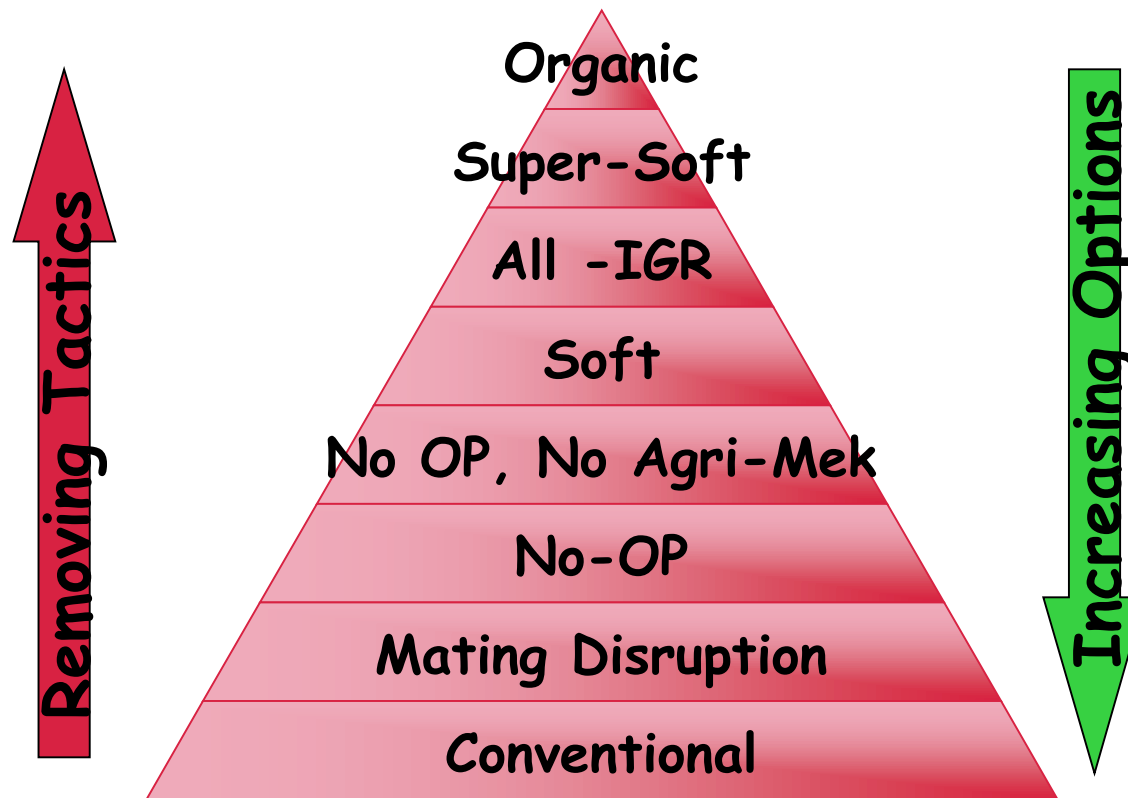 Organic
Super-Soft
All -IGR
Soft
No OP, No Agri-Mek
No-OP
Mating Disruption
Conventional
Removing Tactics
Increasing Options